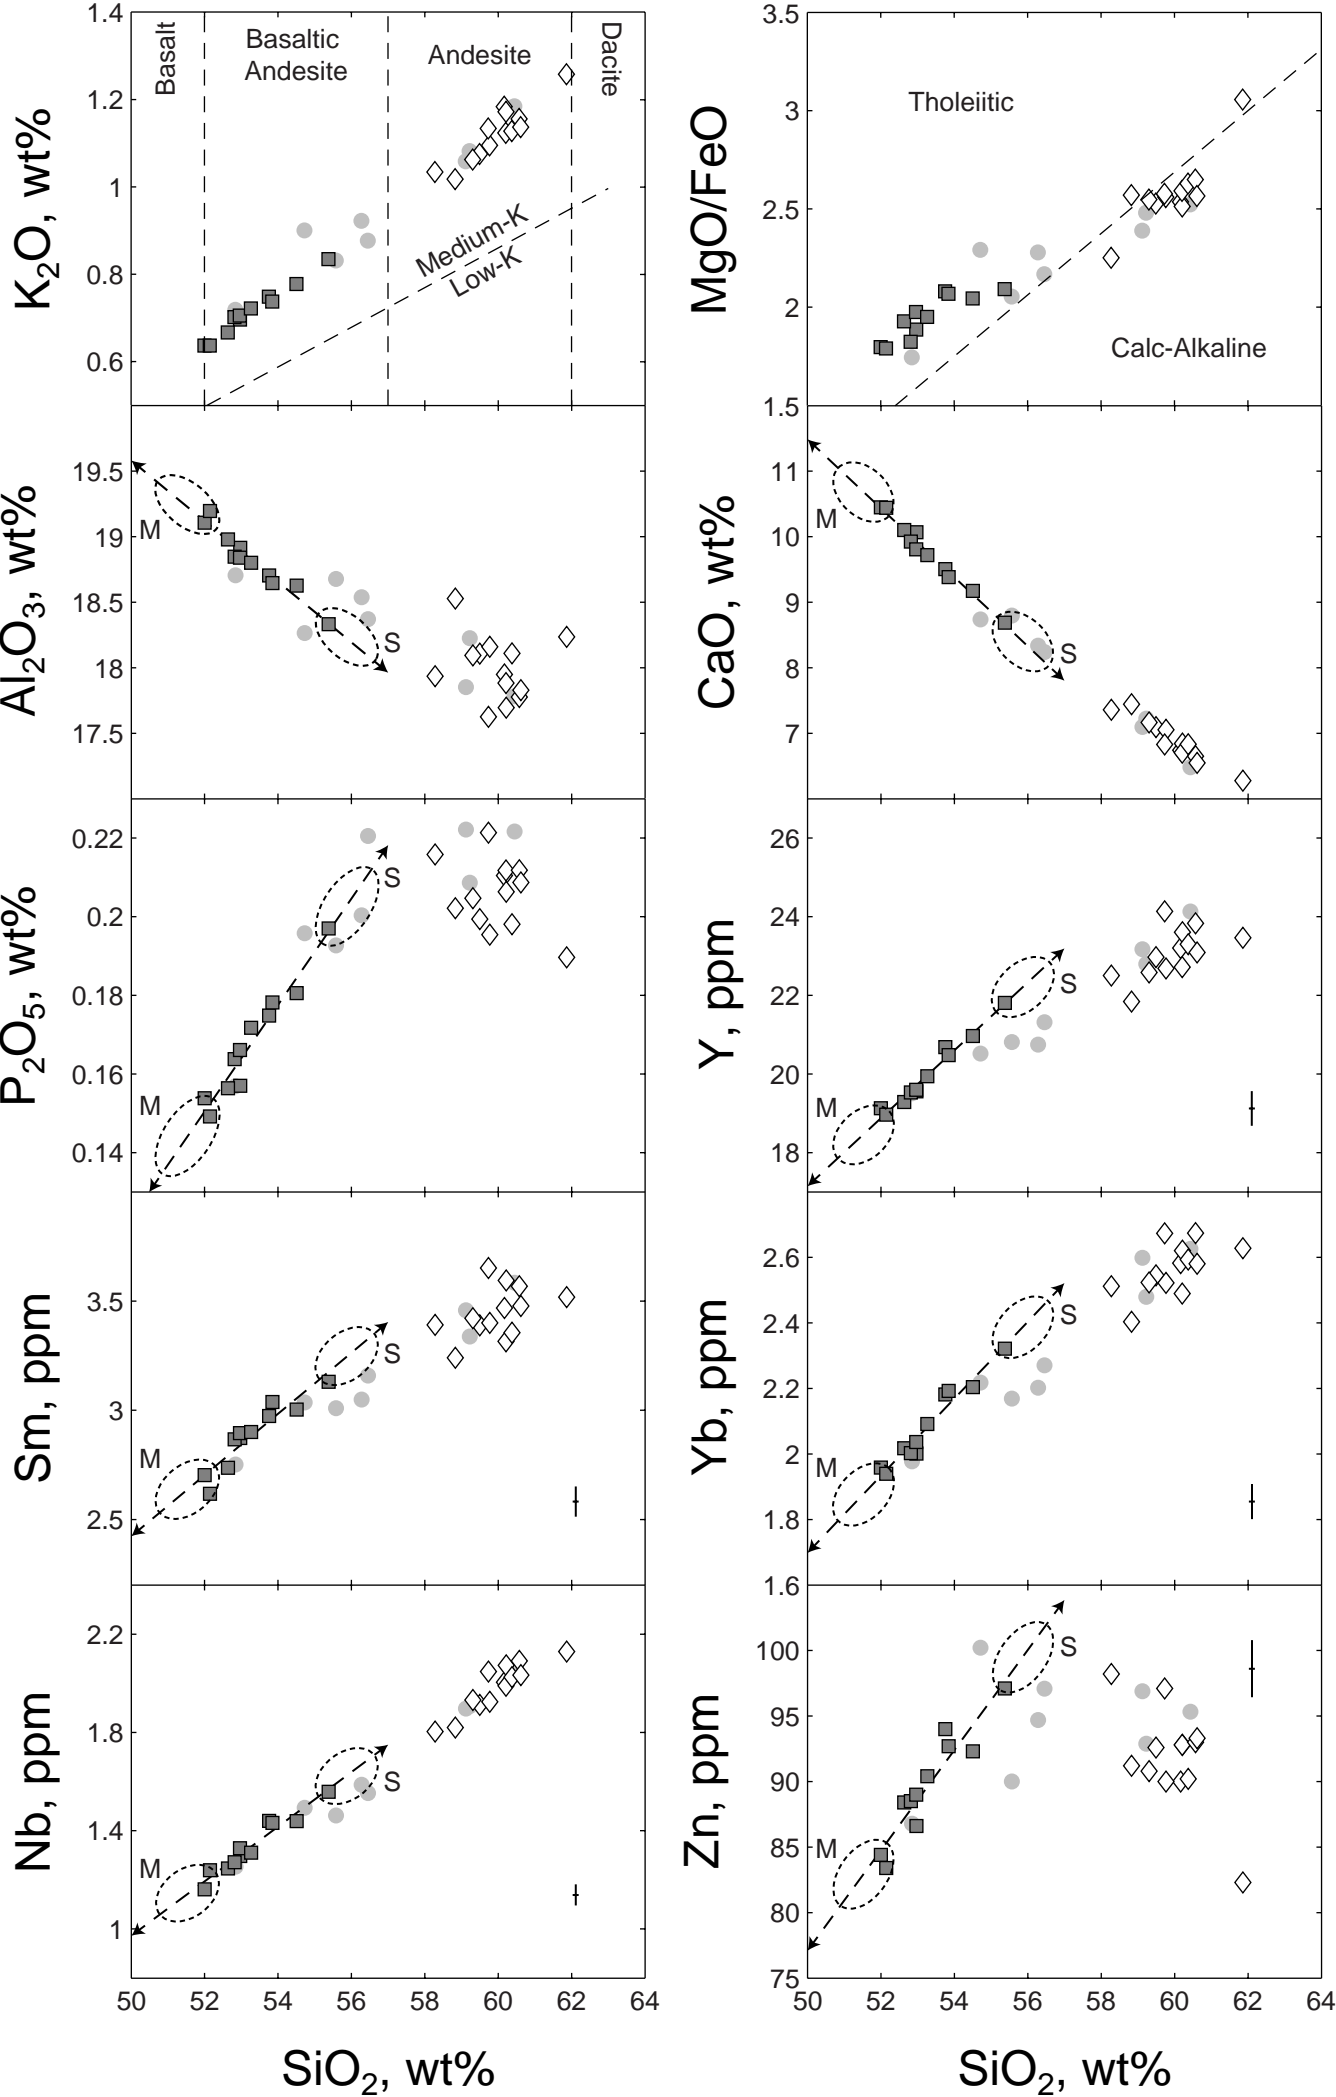 1.4
1.2
1
0.8
0.6
K2O, wt%
Basalt
Basaltic
Andesite
Andesite
Dacite
Medium-K
Low-K
3.5
3
2.5
2
1.5
MgO/FeO
Tholeiitic
Calc-Alkaline
19.5
19
18.5
18
17.5
Al2O3, wt%
M
S
11
10
9
8
7
CaO, wt%
M
S
0.22
0.2
0.18
0.16
0.14
P2O5, wt%
M
S
26
24
22
20
18
Y, ppm
M
S
3.5
3
2.5
Sm, ppm
M
S
2.6
2.4
2.2
2
1.8
1.6
Yb, ppm
M
S
2.2
1.8
1.4
1
Nb, ppm
M
S
100
95
90
85
80
75
Zn, ppm
M
S
50 52 54 56 58 60 62 64
50 52 54 56 58 60 62 64
SiO2, wt%
SiO2, wt%